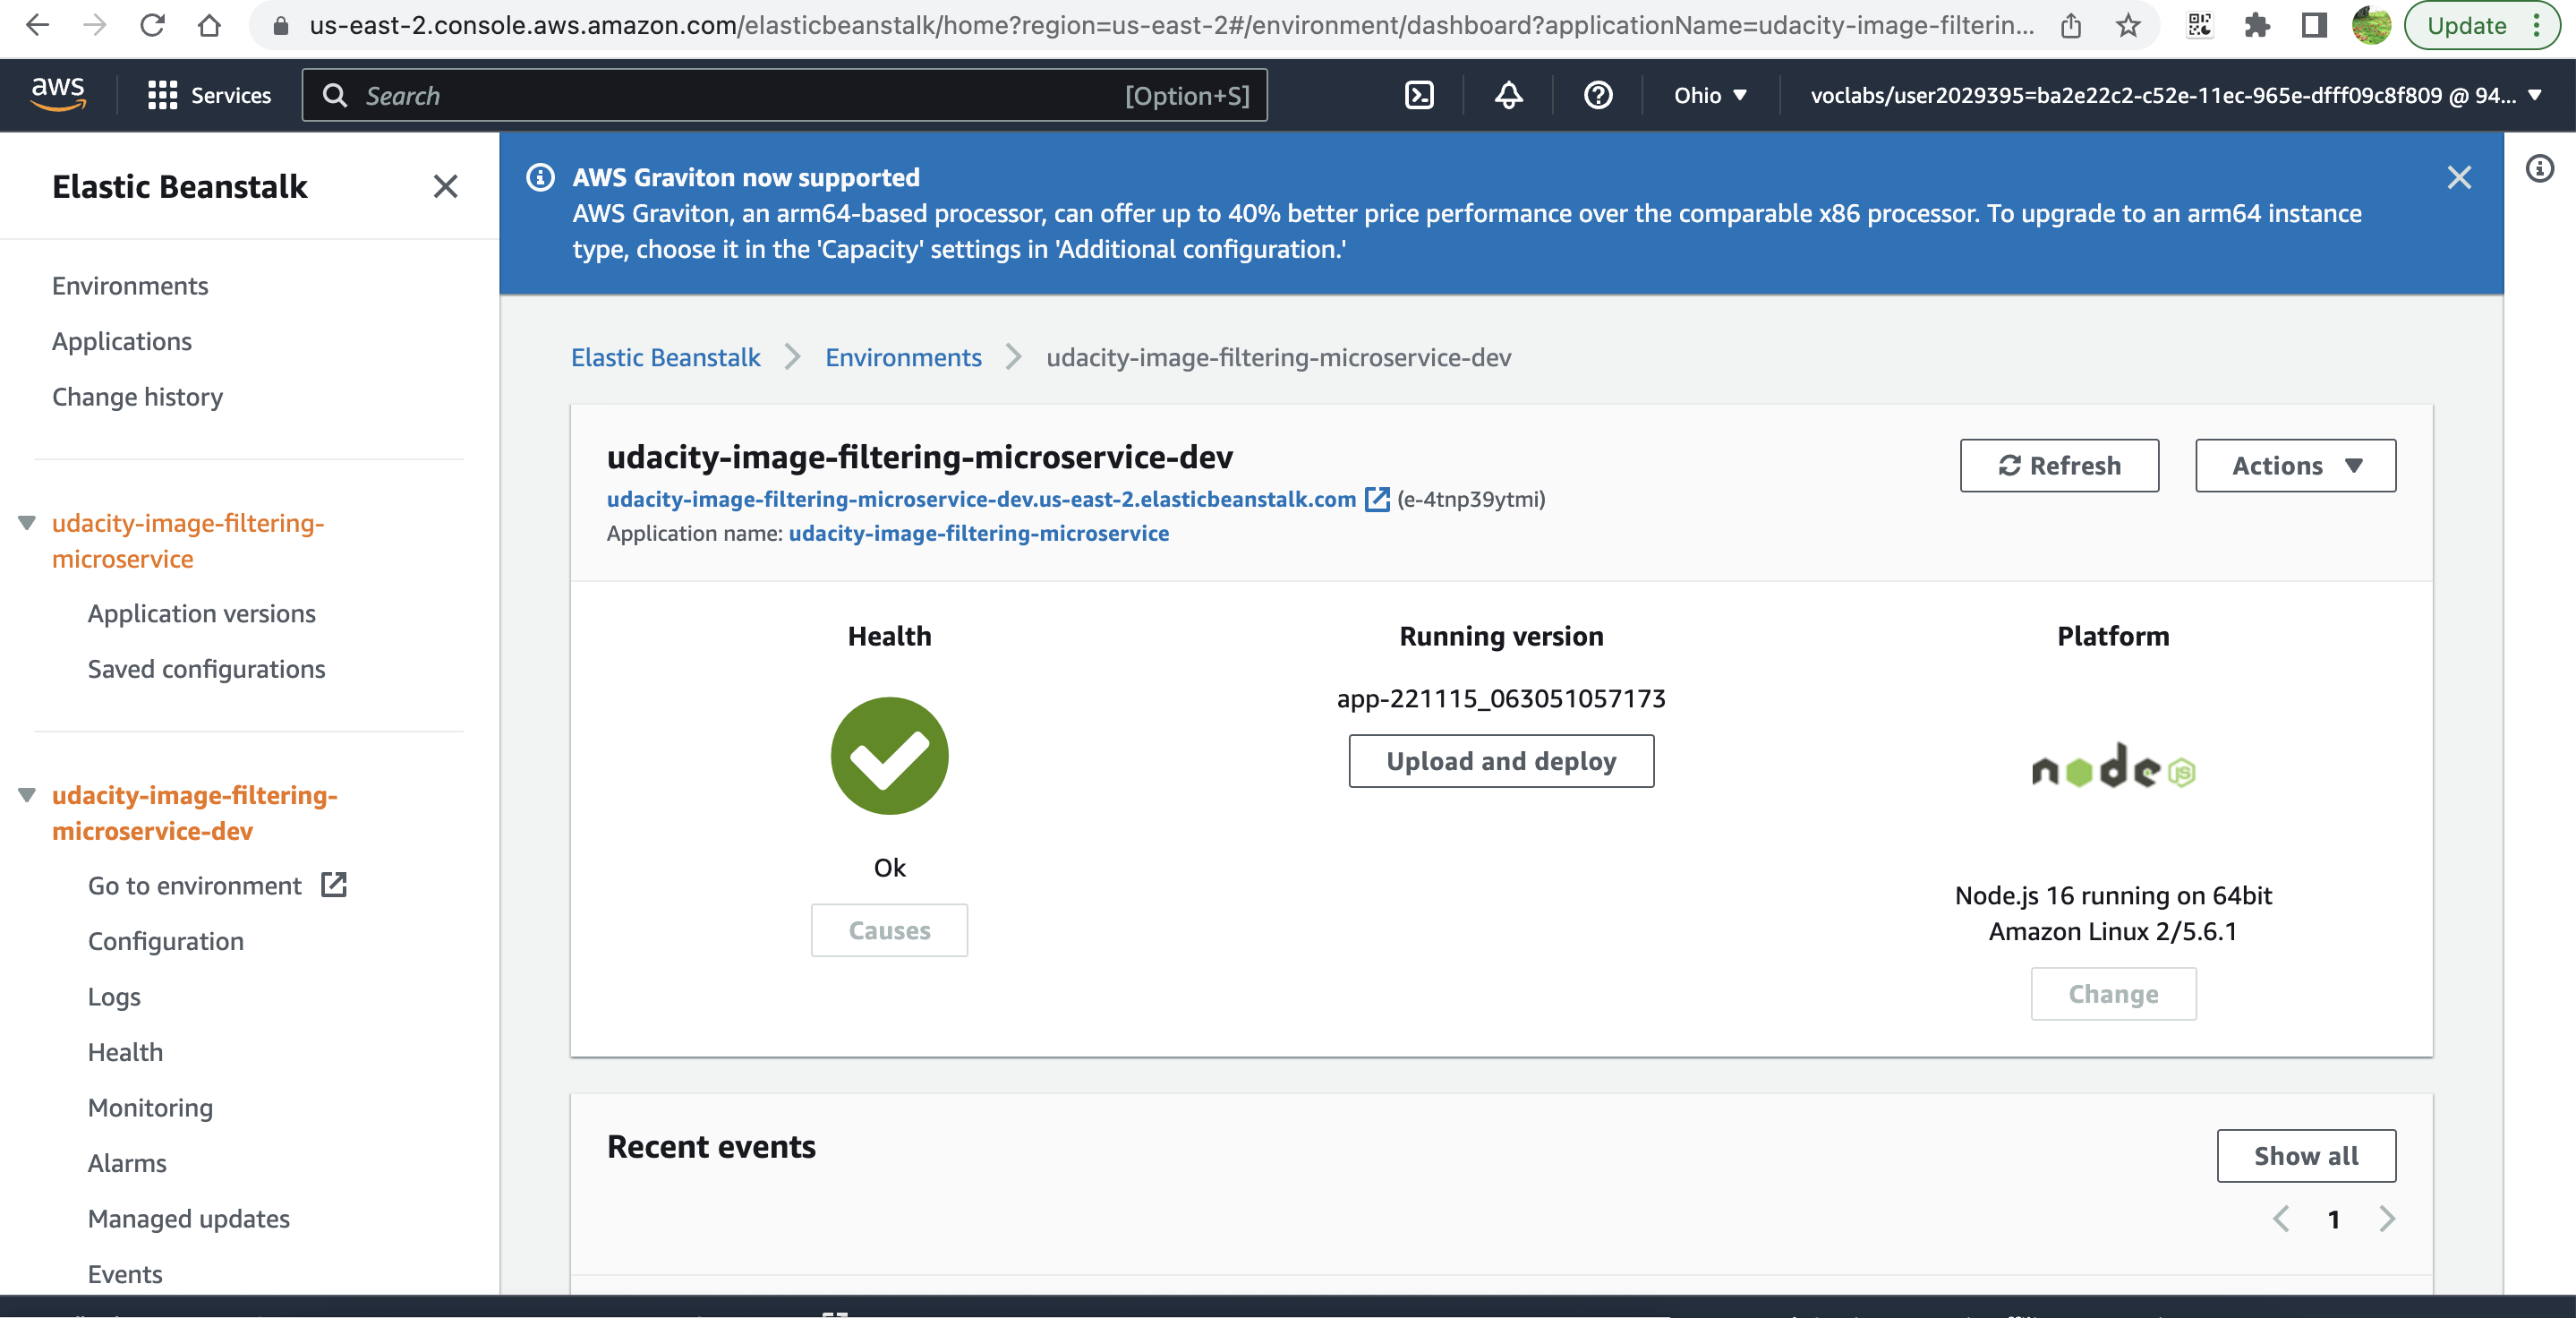 us-east-2.console.aws.amazon.com/elasticbeanstalk/home?region=us-east-2#/environment/dashboard?applicationName=udacity-image-filterin...
Update
aws
Services
Search
[Option+S]
Ohio
voclabs/user2029395=ba2e22c2-c52e-11ec-965e-dfff09c8f809 @ 94...
Elastic Beanstalk
Environments
Applications
Change history
udacity-image-filtering-
microservice
Application versions
Saved configurations
udacity-image-filtering-
microservice-dev
Go to environment
Configuration
Logs
Health
Monitoring
Alarms
Managed updates
Events
AWS Graviton now supported
AWS Graviton, an arm64-based processor, can offer up to 40% better price performance over the comparable x86 processor. To upgrade to an arm64 instance
type, choose it in the 'Capacity' settings in 'Additional configuration.'
Elastic Beanstalk
Environments
udacity-image-filtering-microservice-dev
udacity-image-filtering-microservice-dev
udacity-image-filtering-microservice-dev.us-east-2.elasticbeanstalk.com (e-4tnp39ytmi)
Application name: udacity-image-filtering-microservice
Refresh
Actions
Health
Ok
Causes
Running version
app-221115_063051057173
Upload and deploy
Platform
node JS
Node.js 16 running on 64bit
Amazon Linux 2/5.6.1
Change
Recent events
Show all
1